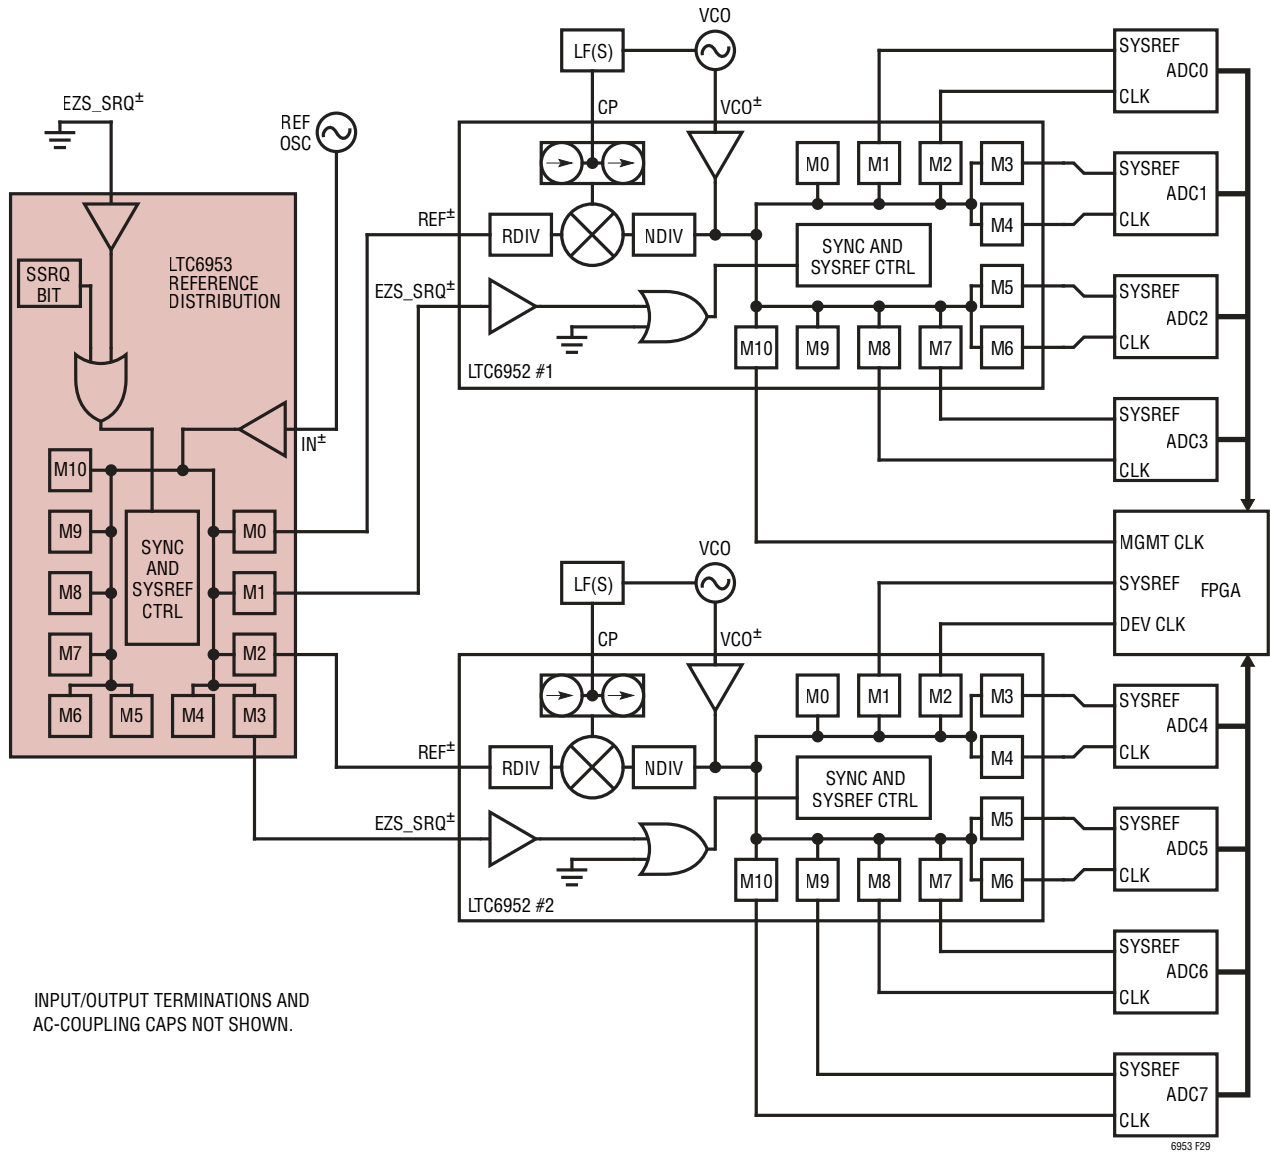 EZS_SRQ±
REF
OSC
SSRQ
BIT
LTC6953
REFERENCE
DISTRIBUTION
IN±
M10
M9
M8
M7
M6
M5
M4
M3
M2
M1
M0
SYNC
AND
SYSREF
CTRL
VCO
LF(S)
CP
VCO±
REF±
RDIV
NDIV
EZS_SRQ±
M0
M1
M2
M3
M4
SYNC AND
SYSREF CTRL
M5
M10
M9
M8
M7
M6
LTC6952 #1
SYSREF
ADC0
CLK
SYSREF
ADC1
CLK
SYSREF
ADC2
CLK
SYSREF
ADC3
CLK
MGMT CLK
SYSREF
FPGA
DEV CLK
VCO
LF(S)
CP
VCO±
REF±
RDIV
NDIV
EZS_SRQ±
M0
M1
M2
M3
M4
SYNC AND
SYSREF CTRL
M5
M10
M9
M8
M7
M6
LTC6952 #2
SYSREF
ADC4
CLK
SYSREF
ADC5
CLK
SYSREF
ADC6
CLK
SYSREF
ADC7
CLK
INPUT/OUTPUT TERMINATIONS AND
AC-COUPLING CAPS NOT SHOWN.
6953 F29